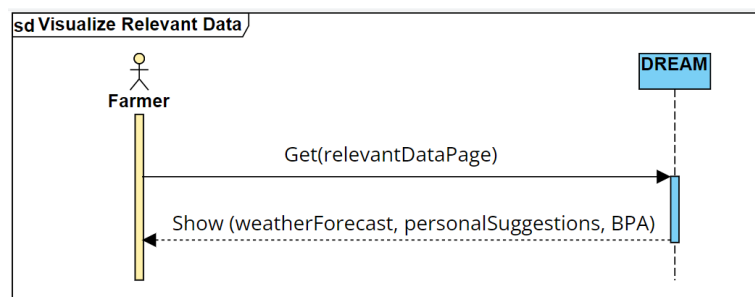 sd Visualize Relevant Data
DREAM
Farmer
Get(relevantDataPage)
Show (weatherForecast, personalSuggestions, BPA)